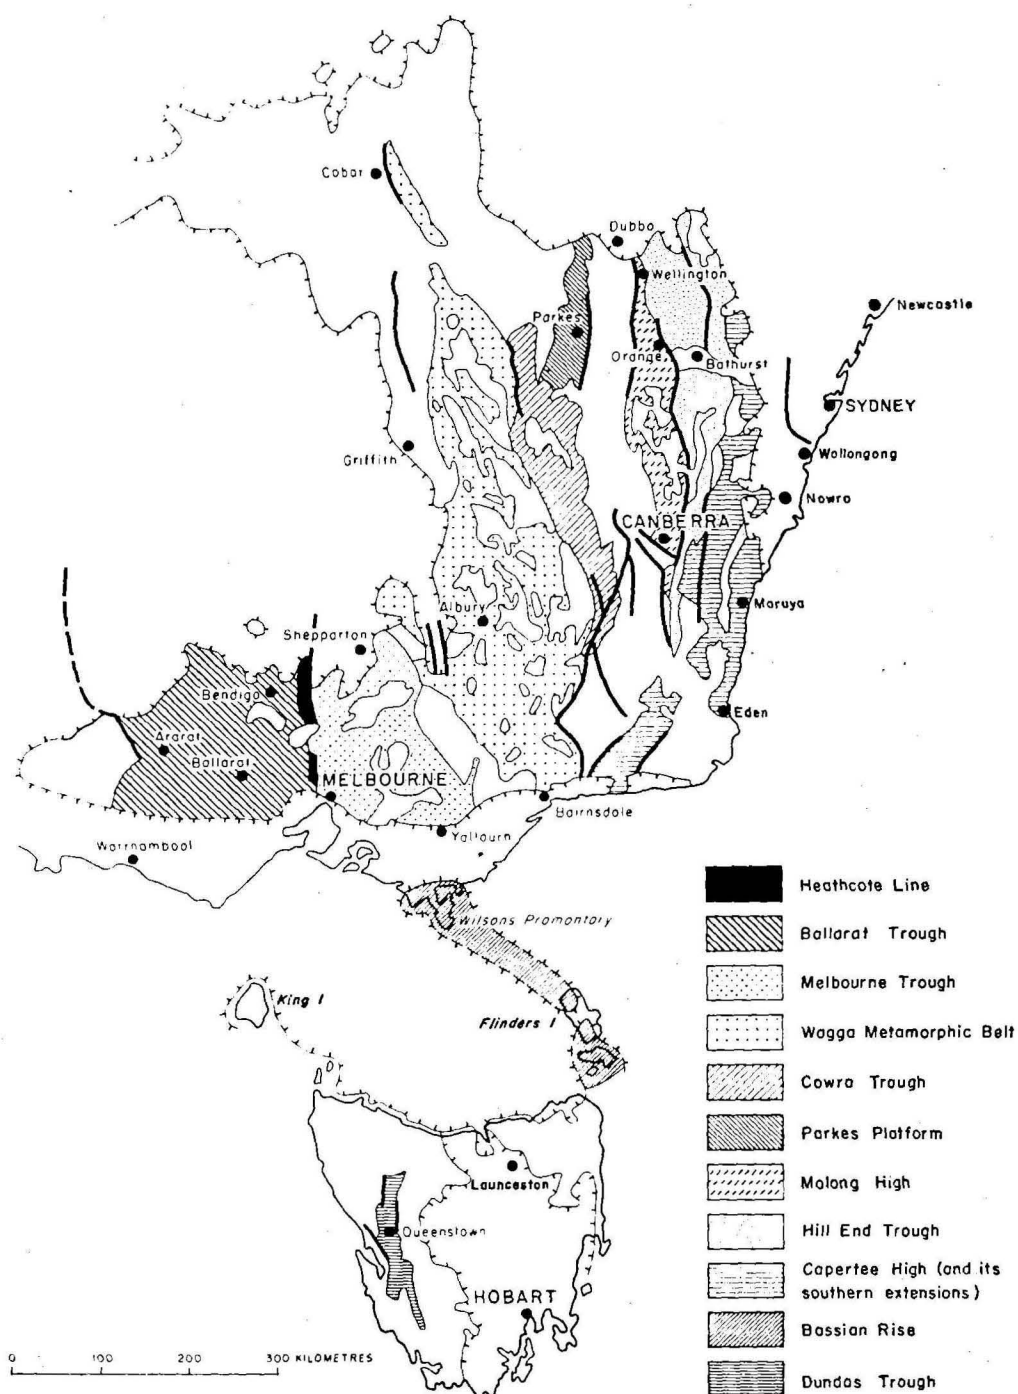 Cobar
Dubbo
Wellington
Newcastle
Parkes
Orange
Bathurst
SYDNEY
Griffith
Wollongong
Nowra
CANBERRA
Albury
Moruya
Shepparton
Bendigo
Eden
Ararat
Ballarat
MELBOURNE
Bairnsdale
Yallourn
Warrnambool
Wilsons Promontory
King I
Flinders I
Launceston
Queenstown
HOBART
0 100 200 300 KILOMETRES
Heathcote Line
Ballarat Trough
Melbourne Trough
Wagga Metamorphic Belt
Cowra Trough
Parkes Platform
Molong High
Hill End Trough
Capertee High (and its
southern extensions)
Bassian Rise
Dundas Trough